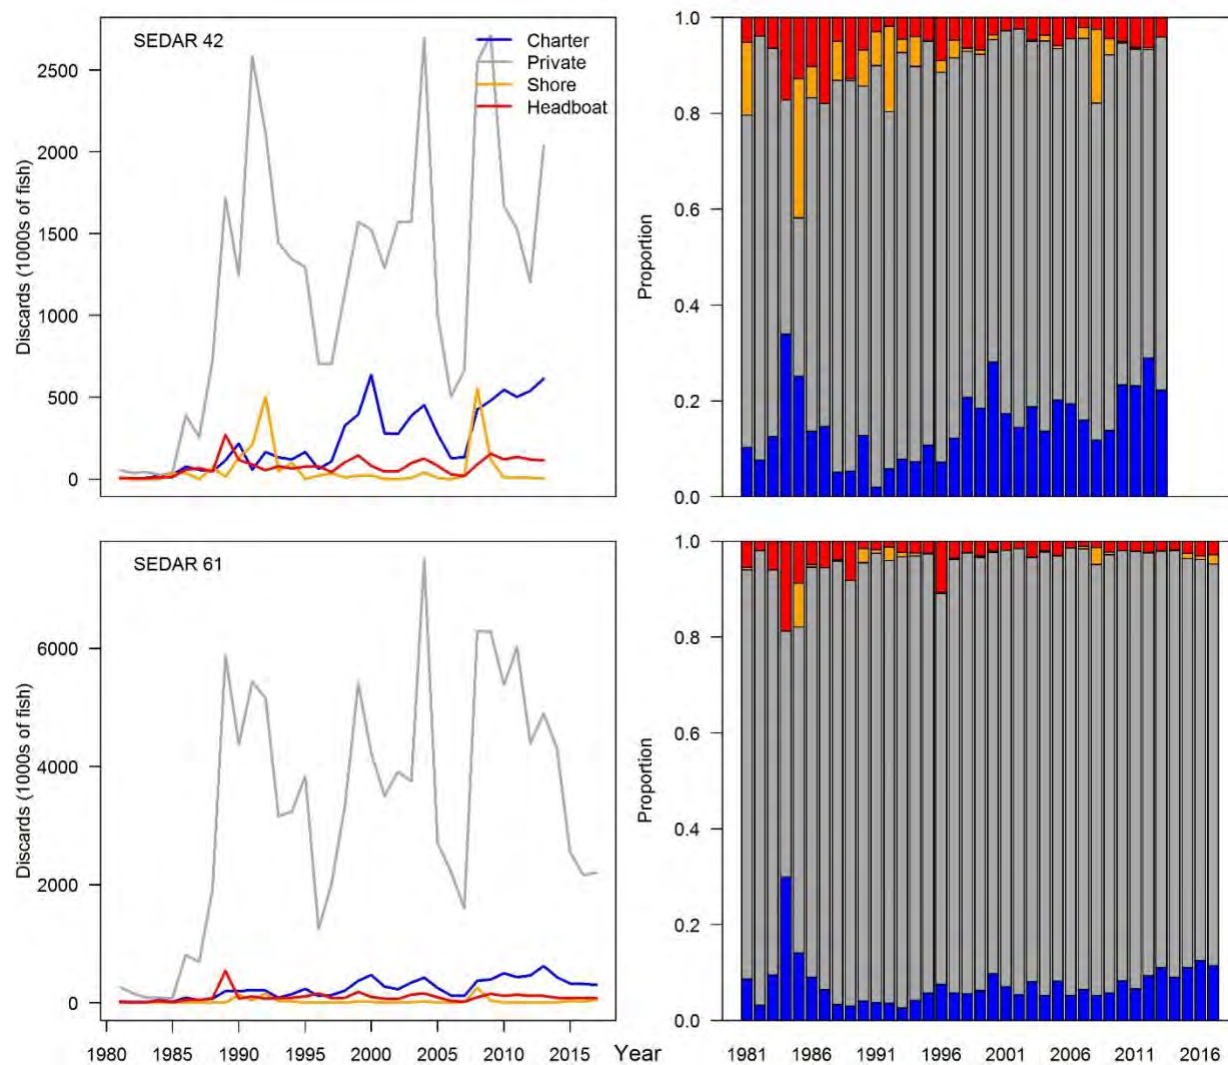 SEDAR 42
Charter
Private
Shore
Headboat
Discards (1000s of fish)
2500
2000
1500
1000
500
0
Proportion
1.0
0.8
0.6
0.4
0.2
0.0
SEDAR 61
Discards (1000s of fish)
6000
4000
2000
0
1980 1985 1990 1995 2000 2005 2010 2015
Year
Proportion
1.0
0.8
0.6
0.4
0.2
0.0
1981 1986 1991 1996 2001 2006 2011 2016